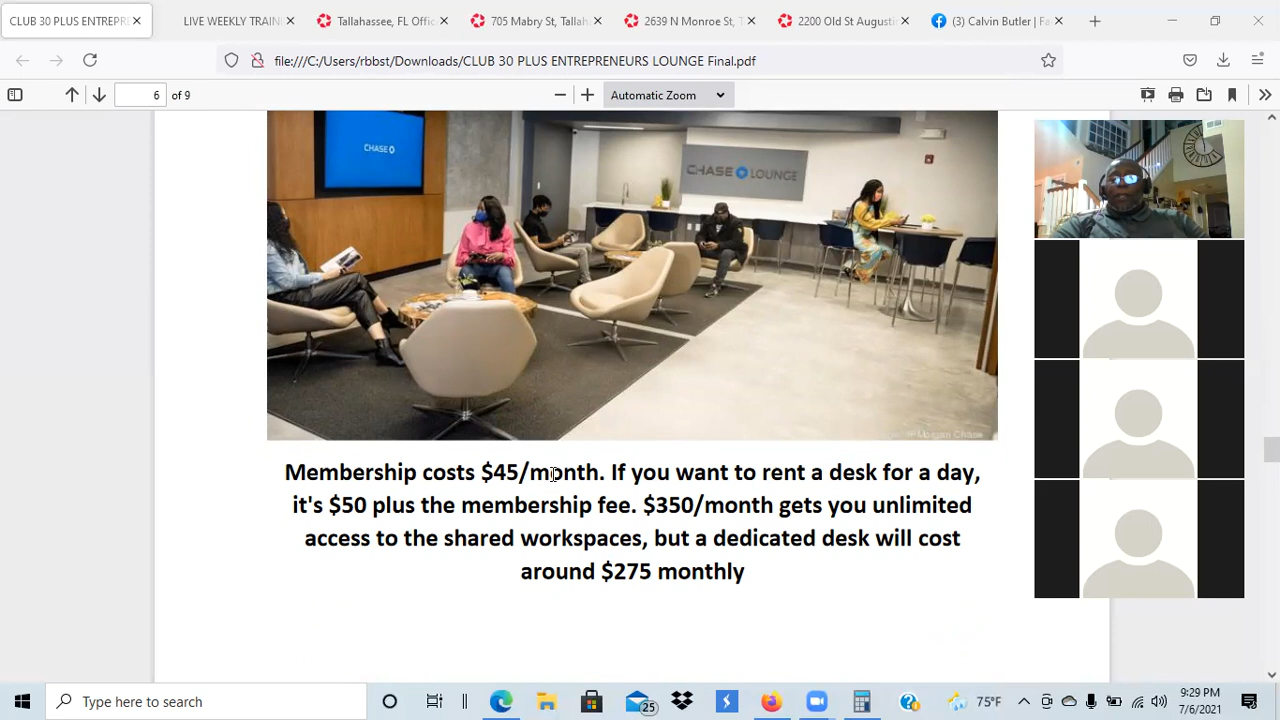 CLUB 30 PLUS ENTREPRE
LIVE WEEKLY TRAINI
Tallahassee, FL Offic
705 Mabry St, Tallah
2639 N Monroe St, T
2200 Old St Augusti
(3) Calvin Butler | Fa
file:///C:/Users/rbbst/Downloads/CLUB 30 PLUS ENTREPRENEURS LOUNGE Final.pdf
6 of 9
Automatic Zoom
CHASE
CHASE LOUNGE
Membership costs $45/month. If you want to rent a desk for a day,
it's $50 plus the membership fee. $350/month gets you unlimited
access to the shared workspaces, but a dedicated desk will cost
around $275 monthly
Type here to search
25
75°F
9:29 PM
7/6/2021